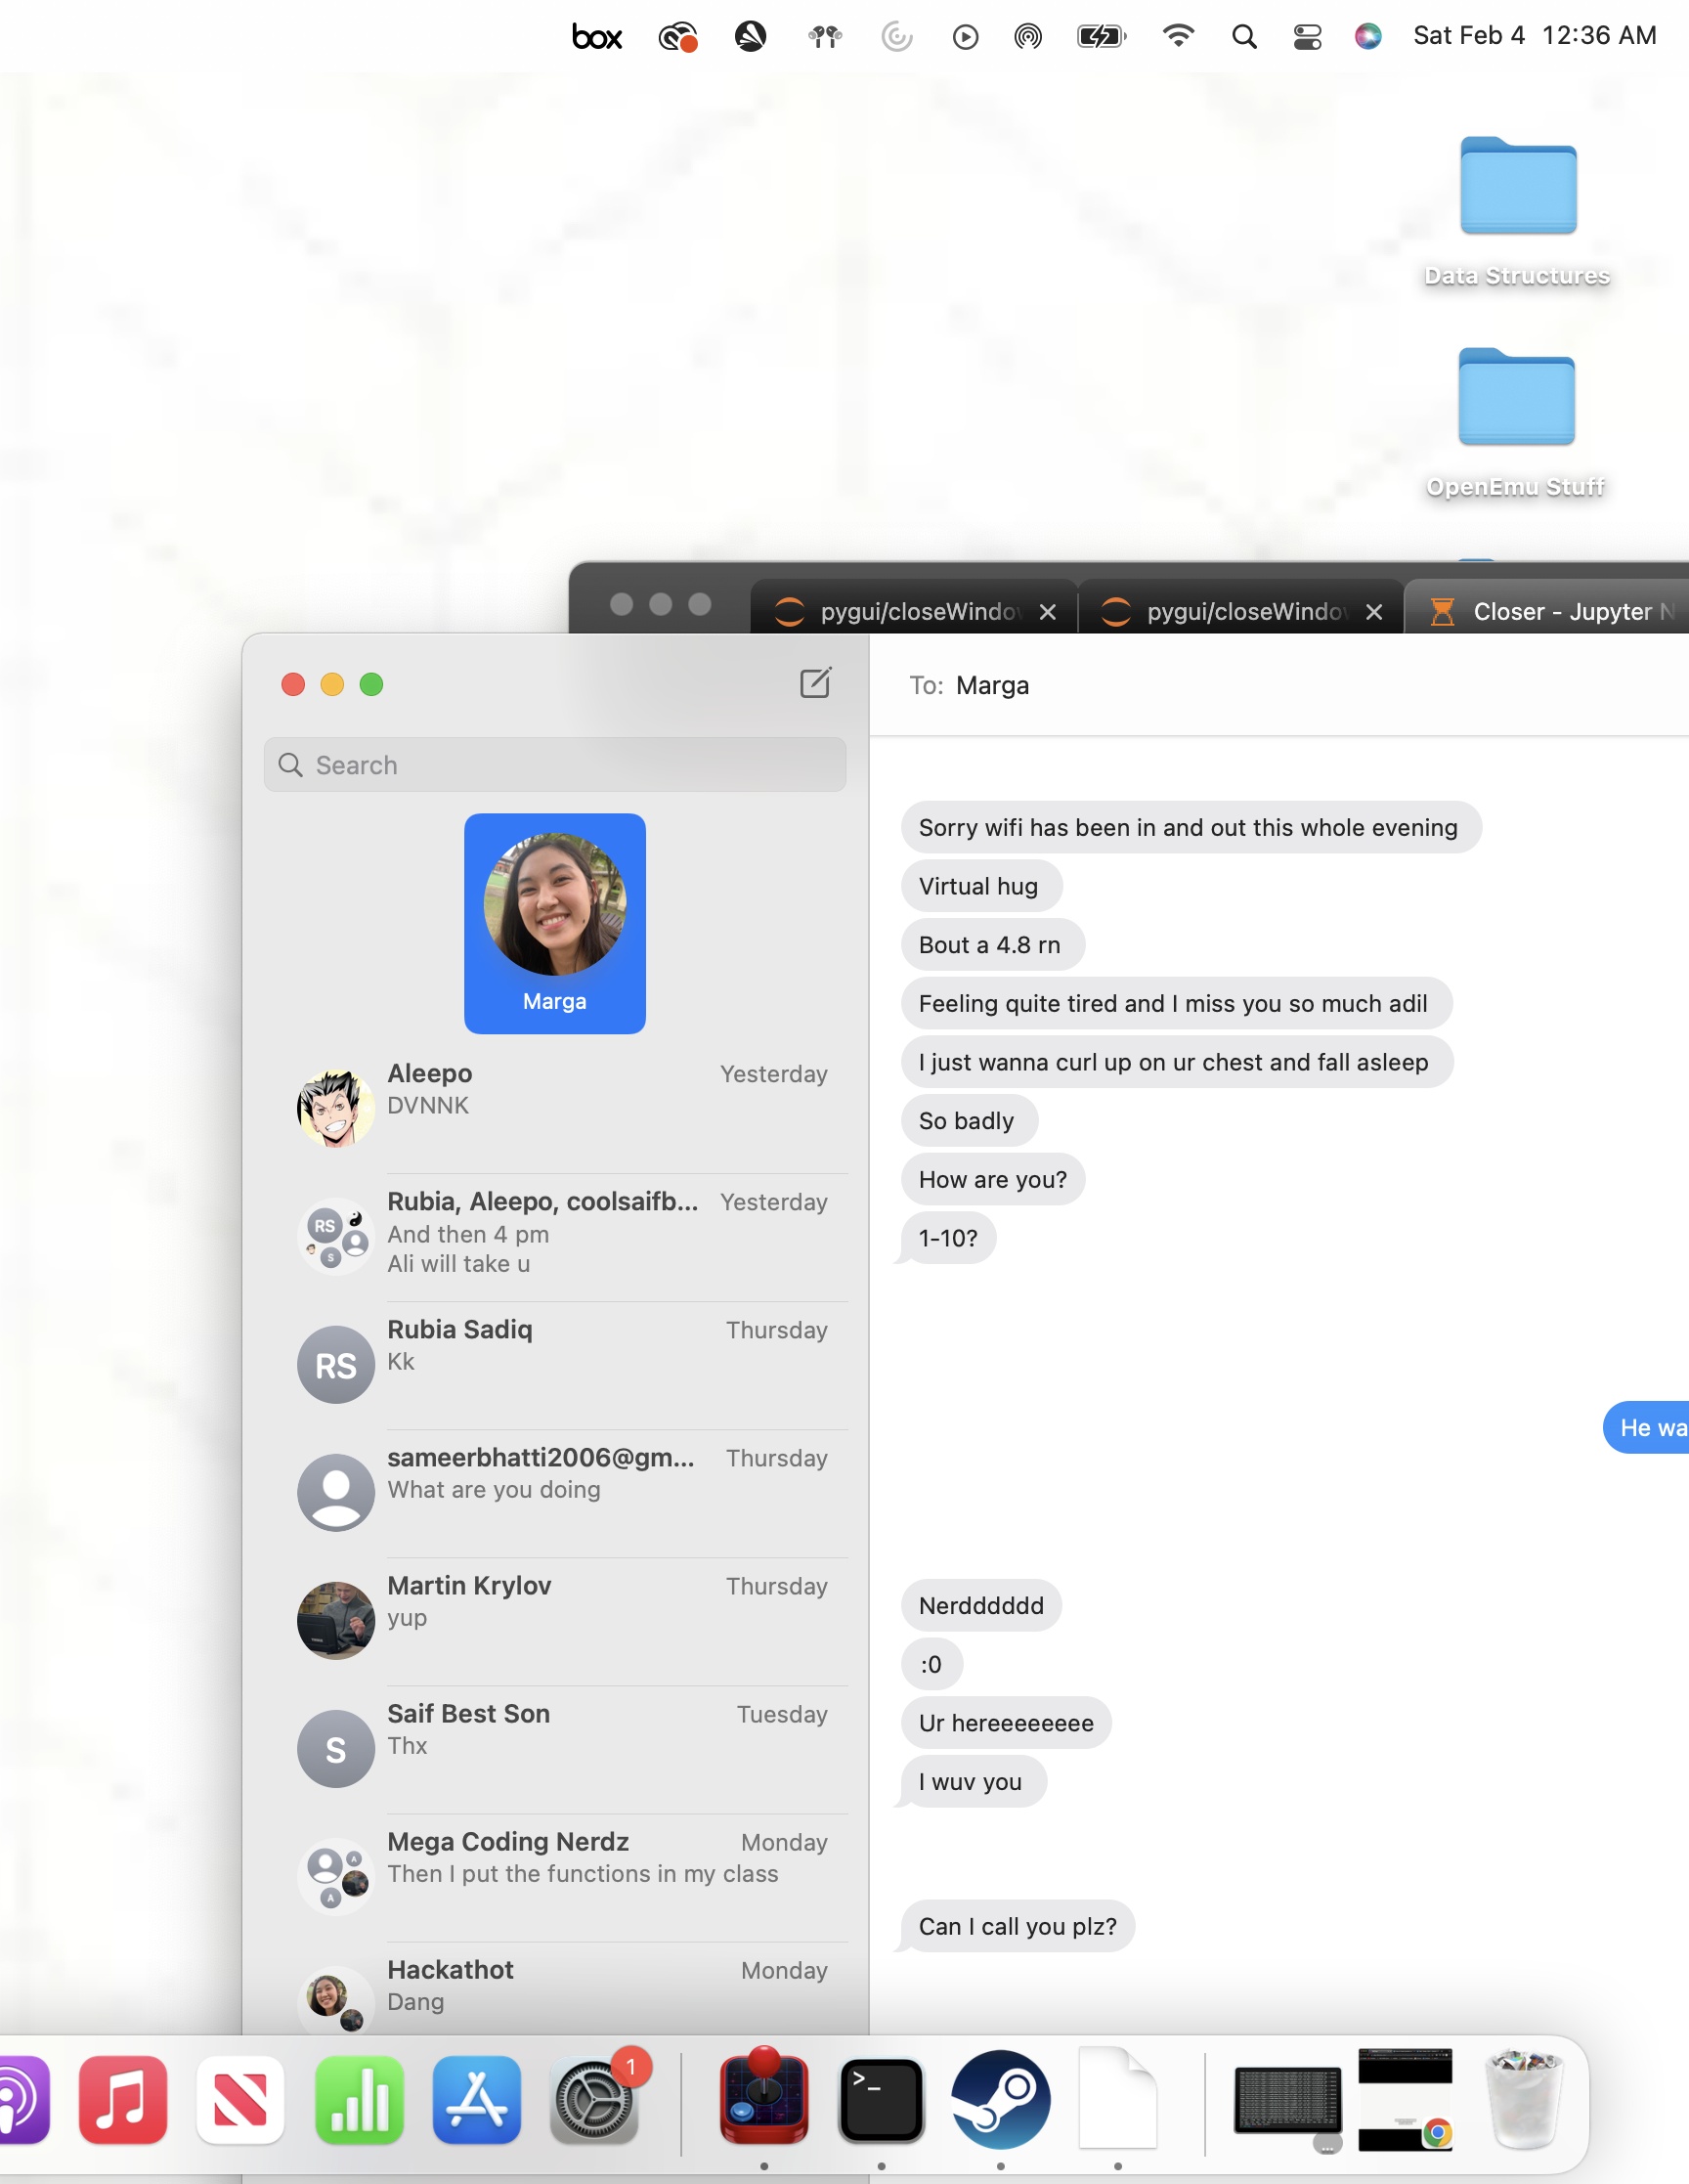 box
Sat Feb 4 12:36 AM
Data Structures
OpenEmu Stuff
pygui/closeWindo
pygui/closeWindo
Closer - Jupyter N
To: Marga
Search
Marga
Aleepo Yesterday
DVNNK
Rubia, Aleepo, coolsaifb... Yesterday
And then 4 pm
Ali will take u
RS
S
Rubia Sadiq Thursday
Kk
RS
sameerbhatti2006@gm... Thursday
What are you doing
Martin Krylov Thursday
yup
Saif Best Son Tuesday
Thx
S
Mega Coding Nerdz Monday
Then I put the functions in my class
A
A
Hackathot Monday
Dang
Sorry wifi has been in and out this whole evening
Virtual hug
Bout a 4.8 rn
Feeling quite tired and I miss you so much adil
I just wanna curl up on ur chest and fall asleep
So badly
How are you?
1-10?
He wa
Nerdddddd
:0
Ur hereeeeeeee
I wuv you
Can I call you plz?
1
>_